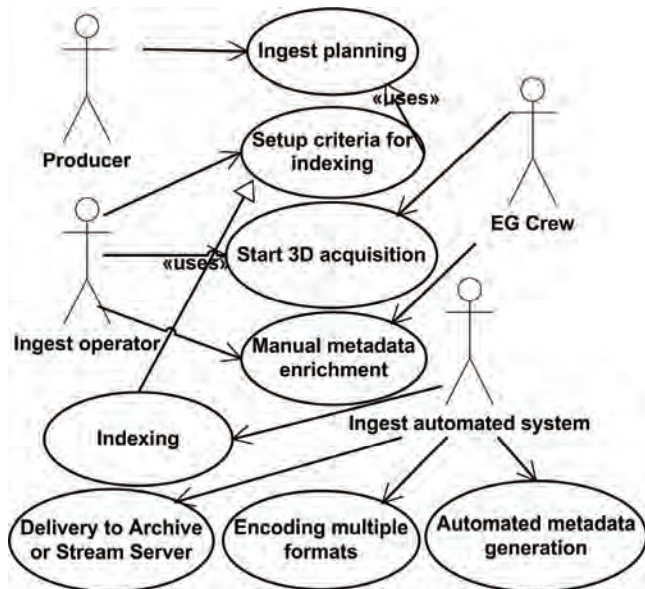 Ingest planning
«uses»
Producer
Setup criteria for
indexing
EG Crew
Start 3D acquisition
«uses»
Ingest operator
Manual metadata
enrichment
Ingest automated system
Indexing
Delivery to Archive
or Stream Server
Encoding multiple
formats
Automated metadata
generation